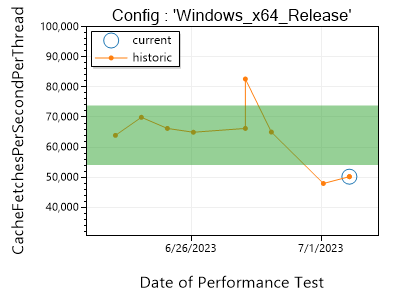 Config : 'Windows_x64_Release'
CacheFetchesPerSecondPerThread
100,000
90,000
80,000
70,000
60,000
50,000
40,000
current
historic
6/26/2023
7/1/2023
Date of Performance Test